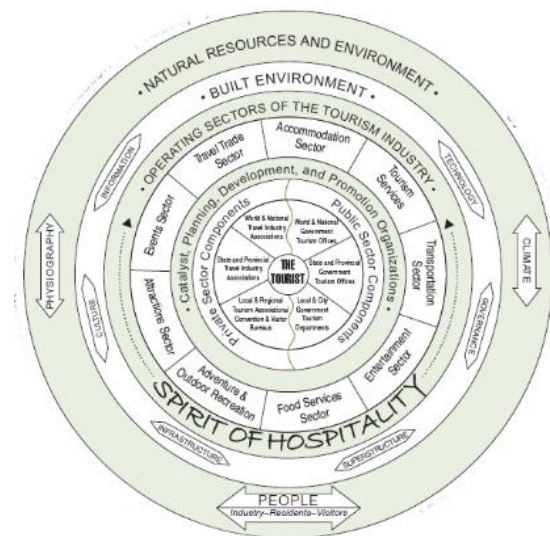 • NATURAL RESOURCES AND ENVIRONMENT •
• BUILT ENVIRONMENT •
• OPERATING SECTORS OF THE TOURISM INDUSTRY •
INFORMATION
TECHNOLOGY
Travel Trade
Sector
Accommodation
Sector
Tourism
Services
Events Sector
Transportation
Sector
Attractions Sector
Entertainment
Sector
Adventure &
Outdoor Recreation
Food Services
Sector
• Catalyst, Planning, Development, and Promotion Organizations •
Private Sector Components
Public Sector Components
World & National
Travel Industry
Associations
World & National
Government
Tourism Offices
State and Provincial
Travel Industry
Associations
THE
TOURIST
State and Provincial
Government
Tourism Offices
Local & Regional
Tourism Associational
Convention & Visitor
Bureaus
Local & City
Government
Tourism
Departments
PHYSIOGRAPHY
CLIMATE
CULTURE
GOVERNANCE
SPIRIT OF HOSPITALITY
INFRASTRUCTURE
SUPERSTRUCTURE
PEOPLE
Industry–Residents–Visitors